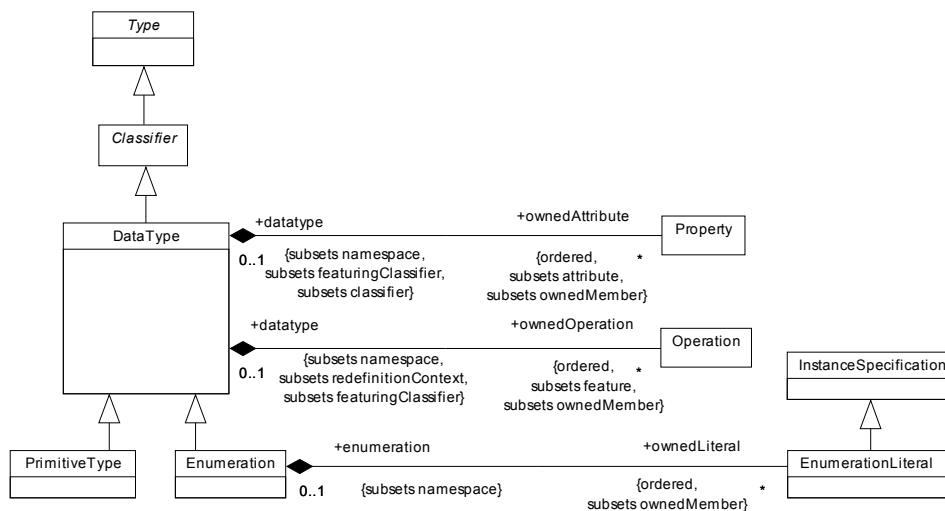 Type
Classifier
DataType
+datatype
+ownedAttribute
Property
0..1
{subsets namespace,
subsets featuringClassifier,
subsets classifier}
{ordered,
subsets attribute,
subsets ownedMember}
*
+datatype
+ownedOperation
Operation
0..1
{subsets namespace,
subsets redefinitionContext,
subsets featuringClassifier}
{ordered,
subsets feature,
subsets ownedMember}
*
InstanceSpecification
PrimitiveType
Enumeration
+enumeration
+ownedLiteral
EnumerationLiteral
0..1
{subsets namespace}
{ordered,
subsets ownedMember}
*